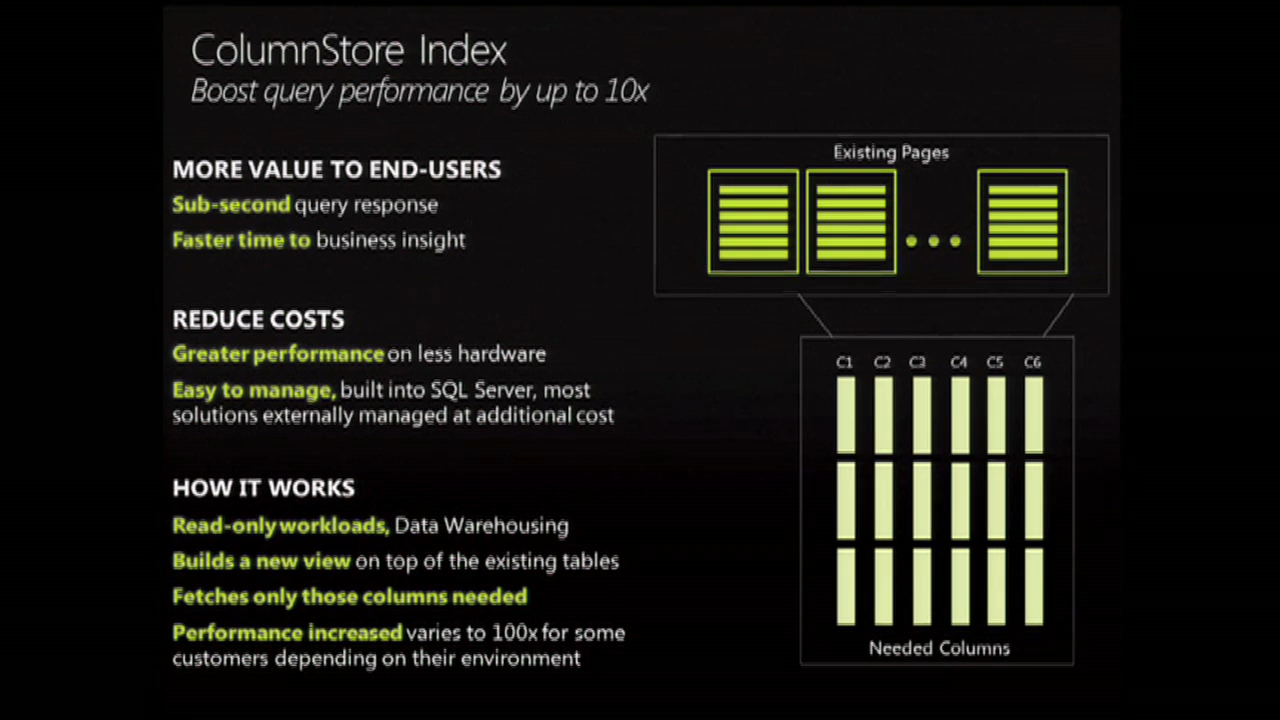 ColumnStore Index
Boost query performance by up to 10x
MORE VALUE TO END-USERS
Sub-second query response
Faster time to business insight
REDUCE COSTS
Greater performance on less hardware
Easy to manage, built into SQL Server, most
solutions externally managed at additional cost
HOW IT WORKS
Read-only workloads, Data Warehousing
Builds a new view on top of the existing tables
Fetches only those columns needed
Performance increased varies to 100x for some
customers depending on their environment
Existing Pages
C1 C2 C3 C4 C5 C6
Needed Columns